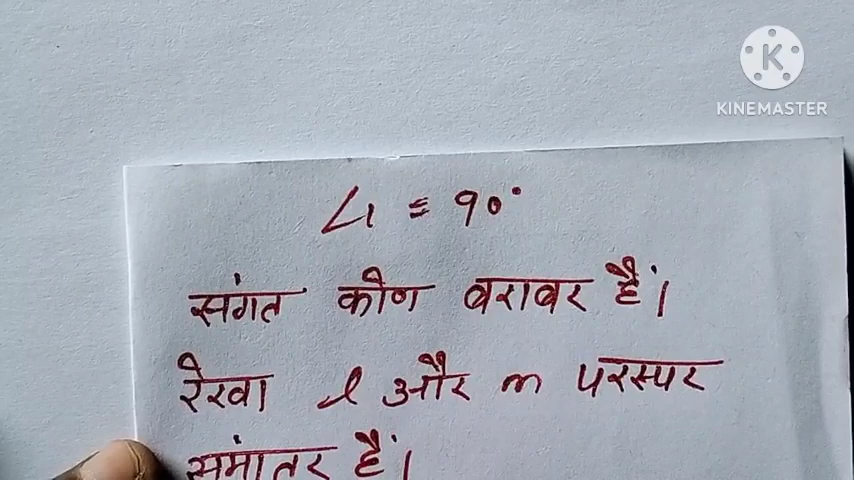 K
KINEMASTER
∠1 = 90°
संगत कोण बराबर हैं।
रेखा l और m परस्पर
समांतर हैं।